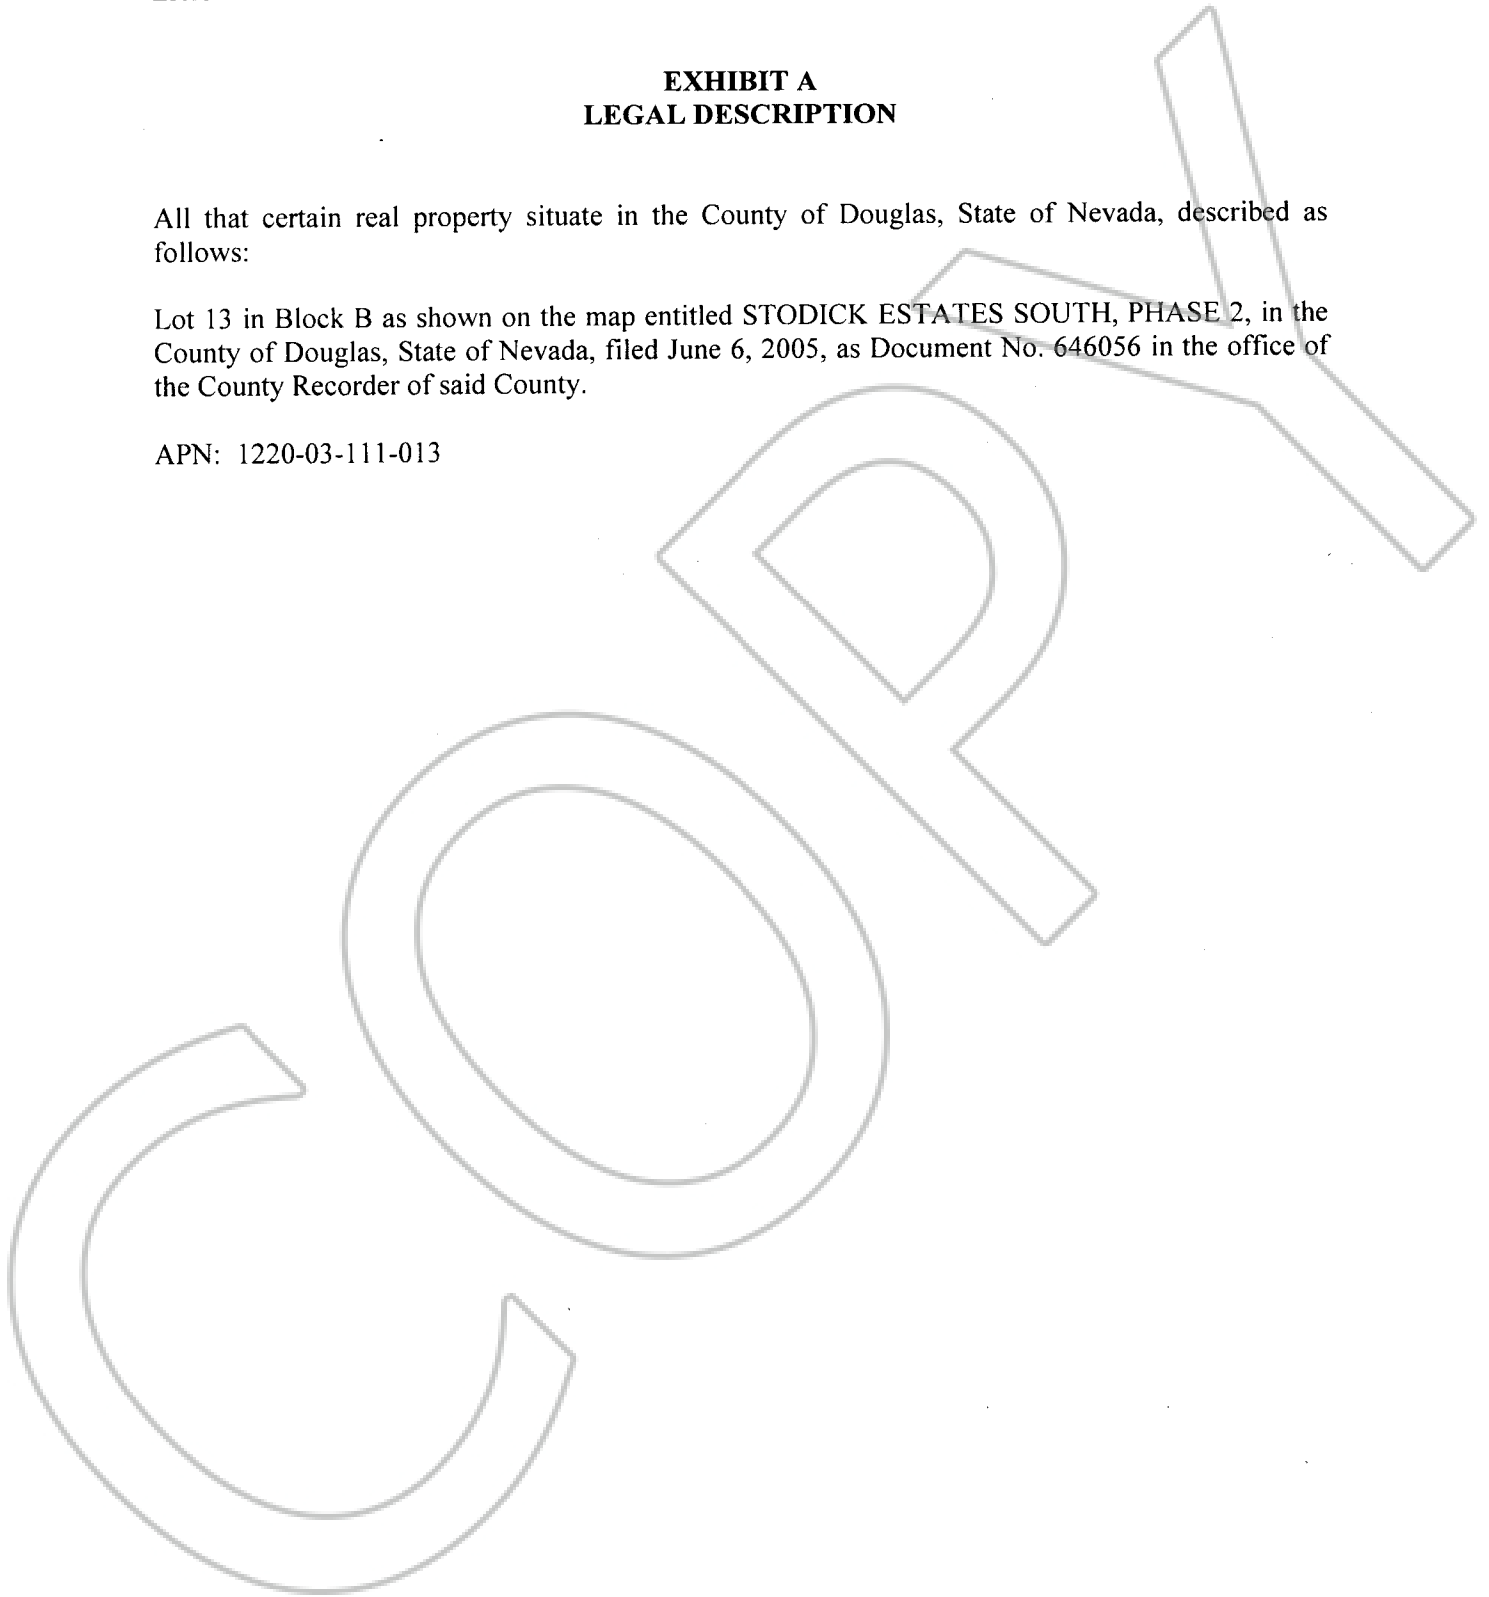 EXHIBIT A
LEGAL DESCRIPTION
All that certain real property situate in the County of Douglas, State of Nevada, described as
follows:
Lot 13 in Block B as shown on the map entitled STODICK ESTATES SOUTH, PHASE 2, in the
County of Douglas, State of Nevada, filed June 6, 2005, as Document No. 646056 in the office of
the County Recorder of said County.
APN: 1220-03-111-013
COPY